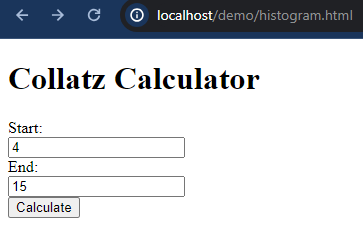 localhost/demo/histogram.html
Collatz Calculator
Start:
4
End:
15
Calculate